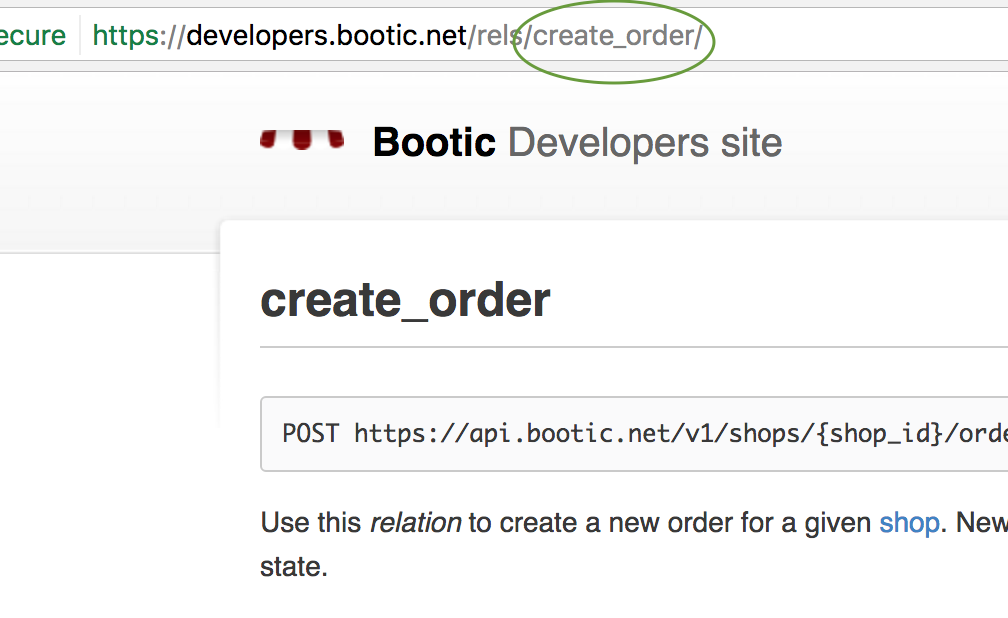 ecure https://developers.bootic.net/rels/create_order/
Bootic Developers site
create_order
POST https://api.bootic.net/v1/shops/{shop_id}/orde
Use this relation to create a new order for a given shop. New
state.